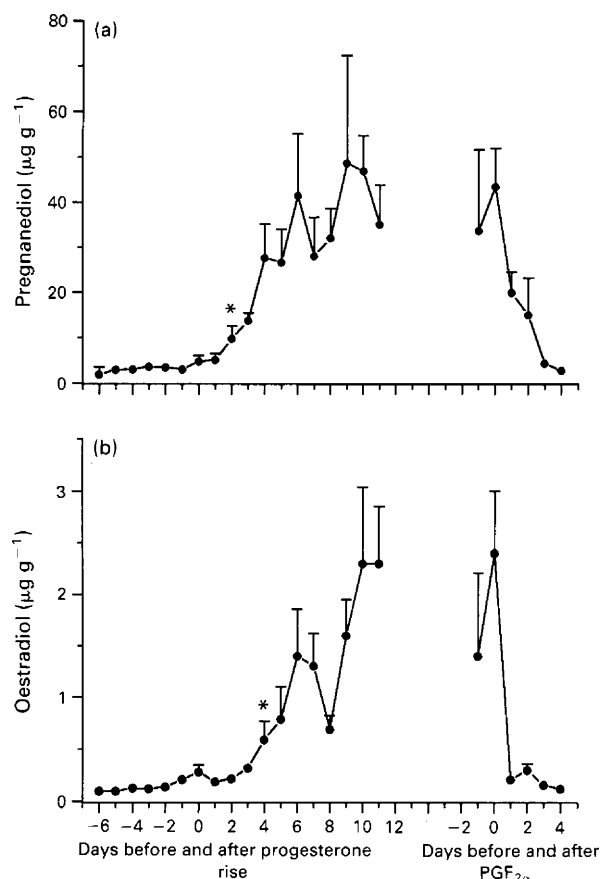 (a)
Pregnanediol (µg g⁻¹)
80
60
40
20
0
*
(b)
Oestradiol (µg g⁻¹)
3
2
1
0
*
−6 −4 −2 0 2 4 6 8 10 12 −2 0 2 4
Days before and after progesterone rise
Days before and after PGF₂α